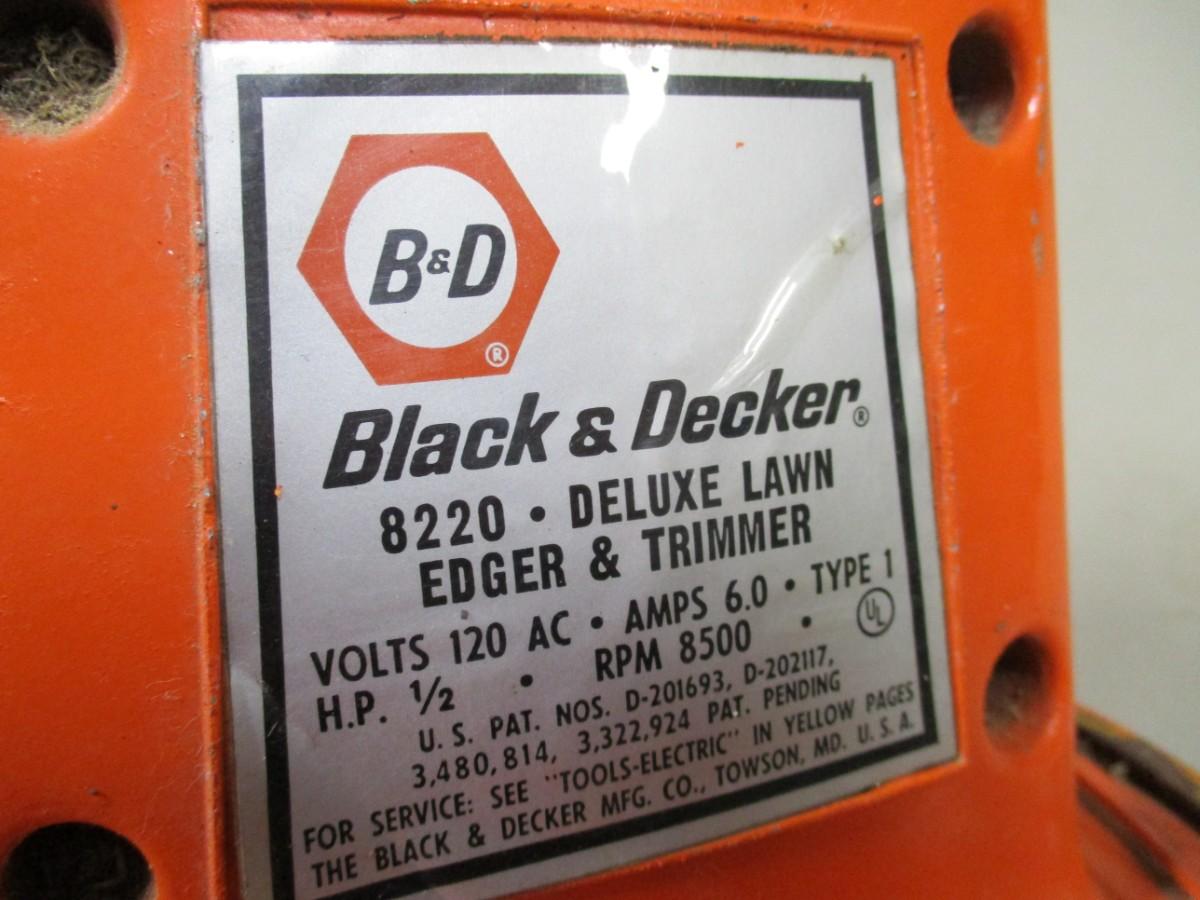 B&D
®
Black & Decker®
8220 • DELUXE LAWN
EDGER & TRIMMER
VOLTS 120 AC • AMPS 6.0 • TYPE 1
H.P. 1/2 • RPM 8500 • UL
U. S. PAT. NOS. D-201693, D-202117,
3,480,814, 3,322,924 PAT. PENDING
FOR SERVICE: SEE "TOOLS-ELECTRIC" IN YELLOW PAGES
THE BLACK & DECKER MFG. CO., TOWSON, MD. U. S. A.